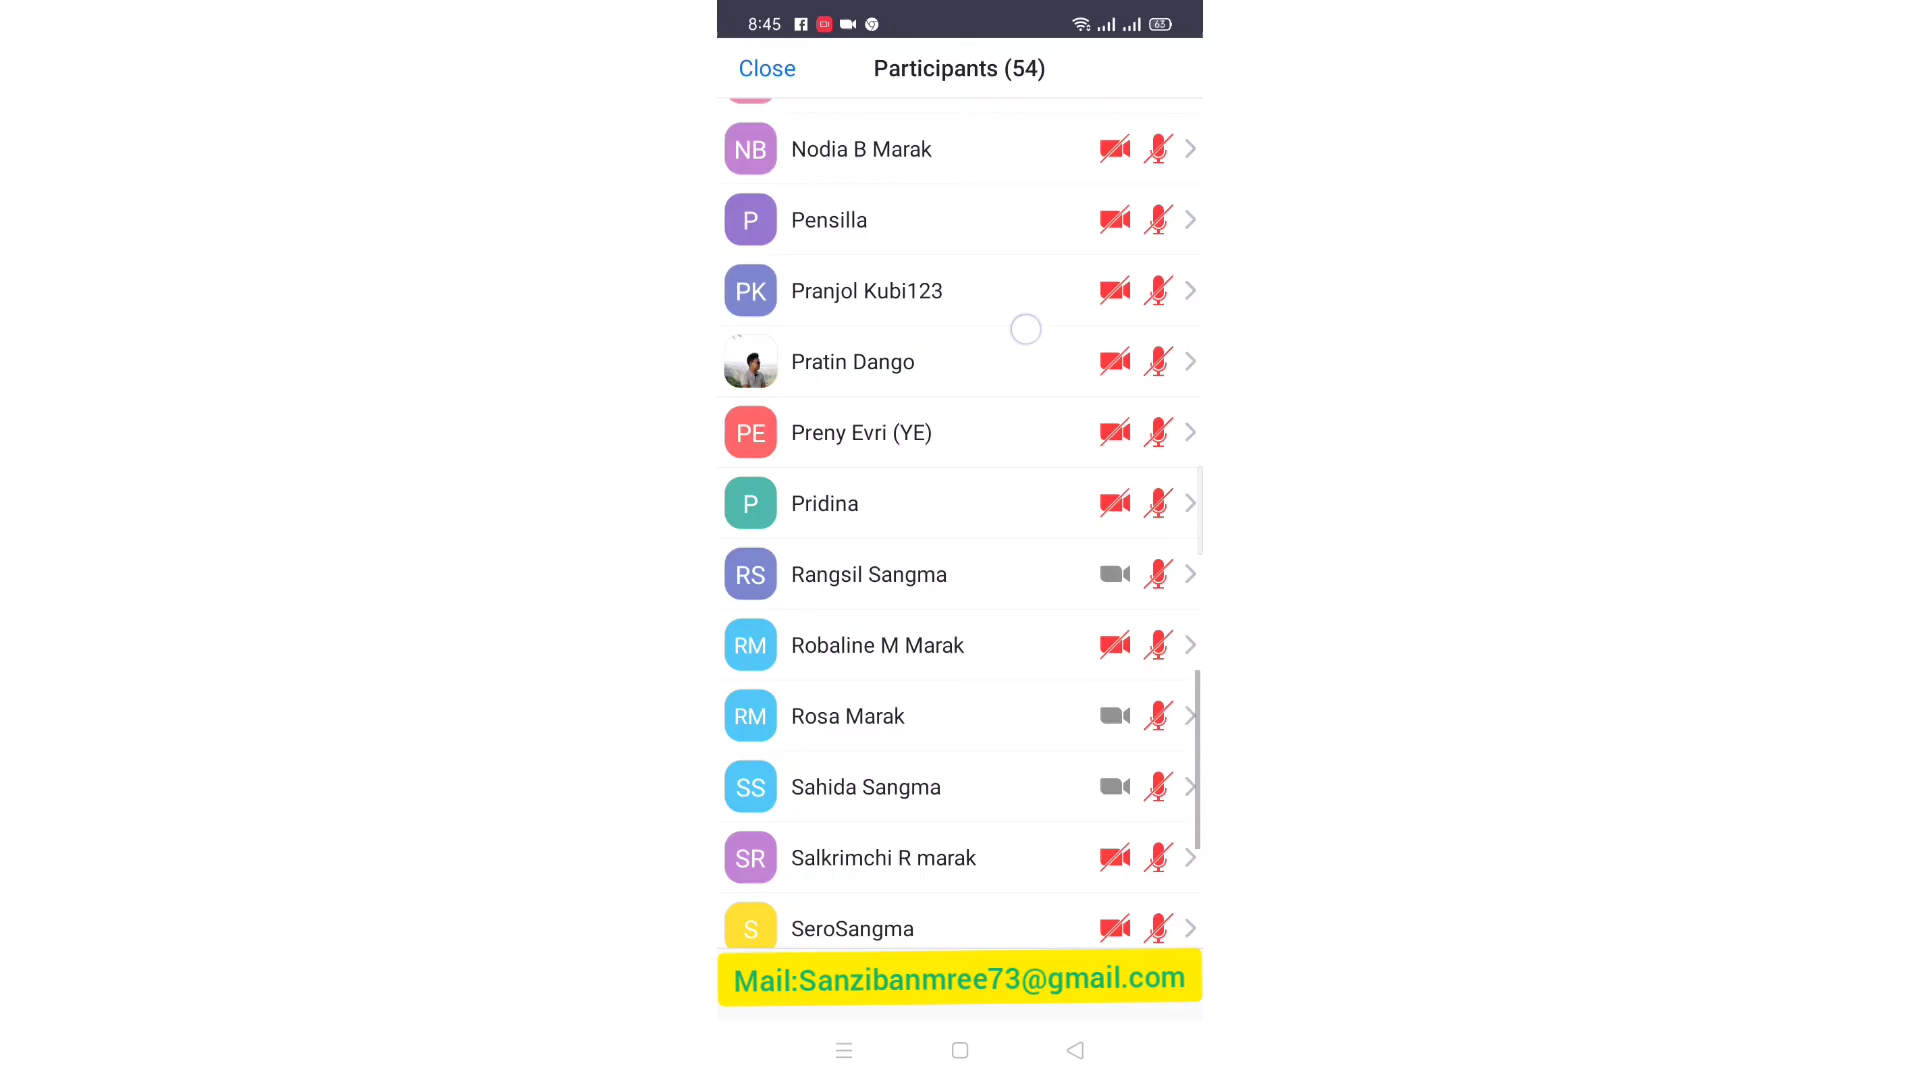 8:45 63
Close Participants (54)
NB Nodia B Marak
P Pensilla
PK Pranjol Kubi123
Pratin Dango
PE Preny Evri (YE)
P Pridina
RS Rangsil Sangma
RM Robaline M Marak
RM Rosa Marak
SS Sahida Sangma
SR Salkrimchi R marak
S SeroSangma
Mail:Sanzibanmree73@gmail.com